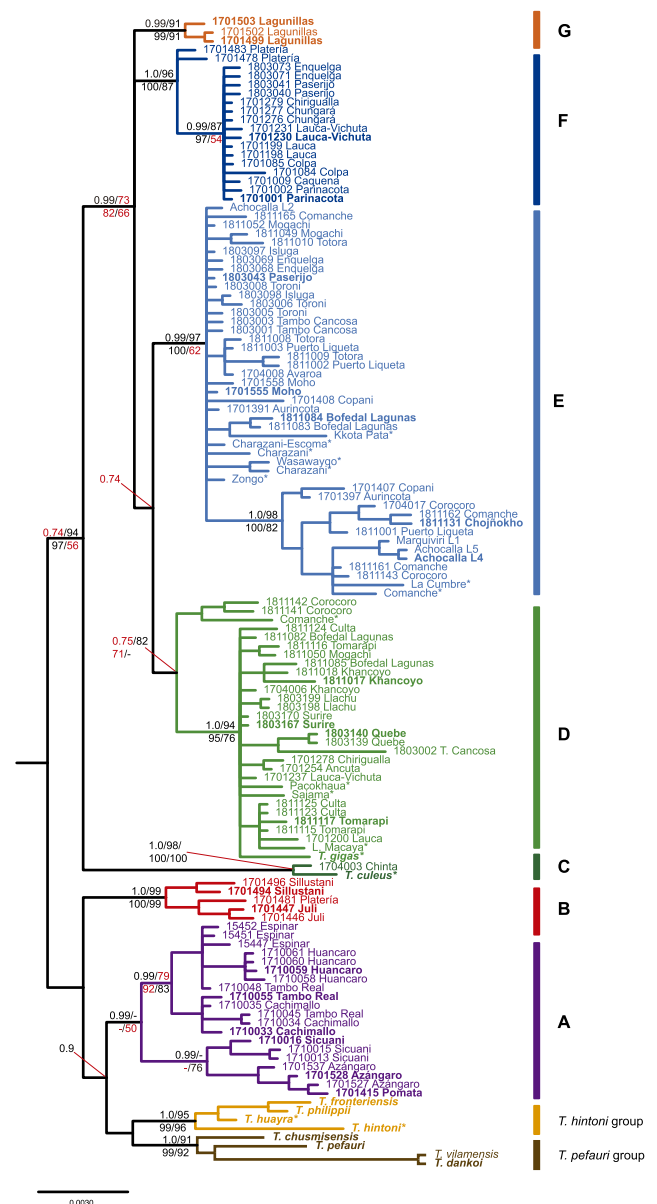 1701503 Lagunillas
0.99/91
1701502 Lagunillas
99/91
1701499 Lagunillas
G
1701483 Platería
1701478 Platería
1.0/96
100/87
1803073 Enquelga
1803071 Enquelga
1803041 Paserijo
1803040 Paserijo
1701279 Chirigualla
1701277 Chungará
1701276 Chungará
0.99/87
97/54
1701231 Lauca-Vichuta
1701230 Lauca-Vichuta
1701199 Lauca
1701198 Lauca
1701085 Colpa
1701084 Colpa
1701009 Caquena
1701002 Parinacota
1701001 Parinacota
F
0.99/73
82/66
Achocalla L2
1811165 Comanche
1811052 Mogachi
1811049 Mogachi
1811010 Totora
1803097 Isluga
1803069 Enquelga
1803068 Enquelga
1803043 Paserijo
1803008 Toroni
1803098 Isluga
1803006 Toroni
1803005 Toroni
1803003 Tambo Cancosa
1803001 Tambo Cancosa
0.99/97
100/62
1811008 Totora
1811003 Puerto Liqueta
1811009 Totora
1811002 Puerto Liqueta
1704008 Avaroa
1701558 Moho
1701555 Moho
1701408 Copani
1701391 Aurincota
1811084 Bofedal Lagunas
1811083 Bofedal Lagunas
Kkota Pata*
Charazani-Escoma*
Charazani*
Wasawayqo*
Charazani*
Zongo*
E
1.0/98
100/82
1701407 Copani
1701397 Aurincota
1704017 Corocoro
1811162 Comanche
1811131 Chojñokho
1811001 Puerto Liqueta
Marquiviri L1
Achocalla L5
Achocalla L4
1811161 Comanche
1811143 Corocoro
La Cumbre*
Comanche*
0.74
0.74/94
97/56
0.75/82
71/-
1811142 Corocoro
1811141 Corocoro
Comanche*
1811124 Culta
1811082 Bofedal Lagunas
1811116 Tomarapi
1811050 Mogachi
1811085 Bofedal Lagunas
1811018 Khancoyo
1811017 Khancoyo
1704006 Khancoyo
1803199 Llachu
1803198 Llachu
1803170 Surire
1803167 Surire
1.0/94
95/76
1803140 Quebe
1803139 Quebe
1803002 T. Cancosa
1701278 Chirigualla
1701254 Ancuta
1701237 Lauca-Vichuta
Pacokhaua*
Sajama*
1811125 Culta
1811123 Culta
1811117 Tomarapi
1811115 Tomarapi
1701200 Lauca
L. Macaya*
T. gigas*
D
1.0/98/
100/100
1704003 Chinta
T. culeus*
C
1.0/99
100/99
1701496 Sillustani
1701494 Sillustani
1701481 Platería
1701447 Juli
1701446 Juli
B
15452 Espinar
15451 Espinar
15447 Espinar
1710061 Huancaro
1710060 Huancaro
1710059 Huancaro
1710058 Huancaro
0.99/79
92/83
1710048 Tambo Real
1710055 Tambo Real
1710035 Cachimallo
1710045 Tambo Real
1710034 Cachimallo
1710033 Cachimallo
A
0.99/-
-/50
0.99/-
-/76
1710016 Sicuani
1710015 Sicuani
1710013 Sicuani
1701537 Azángaro
1701528 Azángaro
1701527 Azángaro
1701415 Pomata
0.9
T. fronteriensis
T. philippii
T. huayra*
T. hintoni*
1.0/95
99/96
T. hintoni group
T. chusmisensis
T. pefauri
T. vilamensis
T. dankoi
1.0/91
99/92
T. pefauri group
0.0030